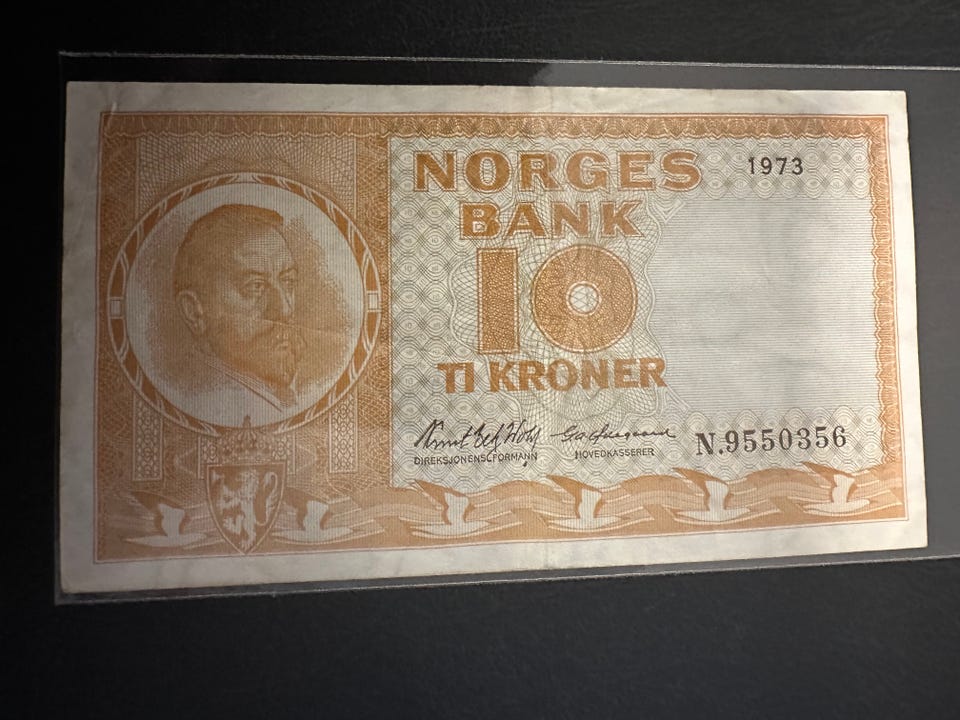 NORGES 1973
BANK
10
TI KRONER
DIREKSJONENS FORMANN HOVEDKASSERER N.9550356